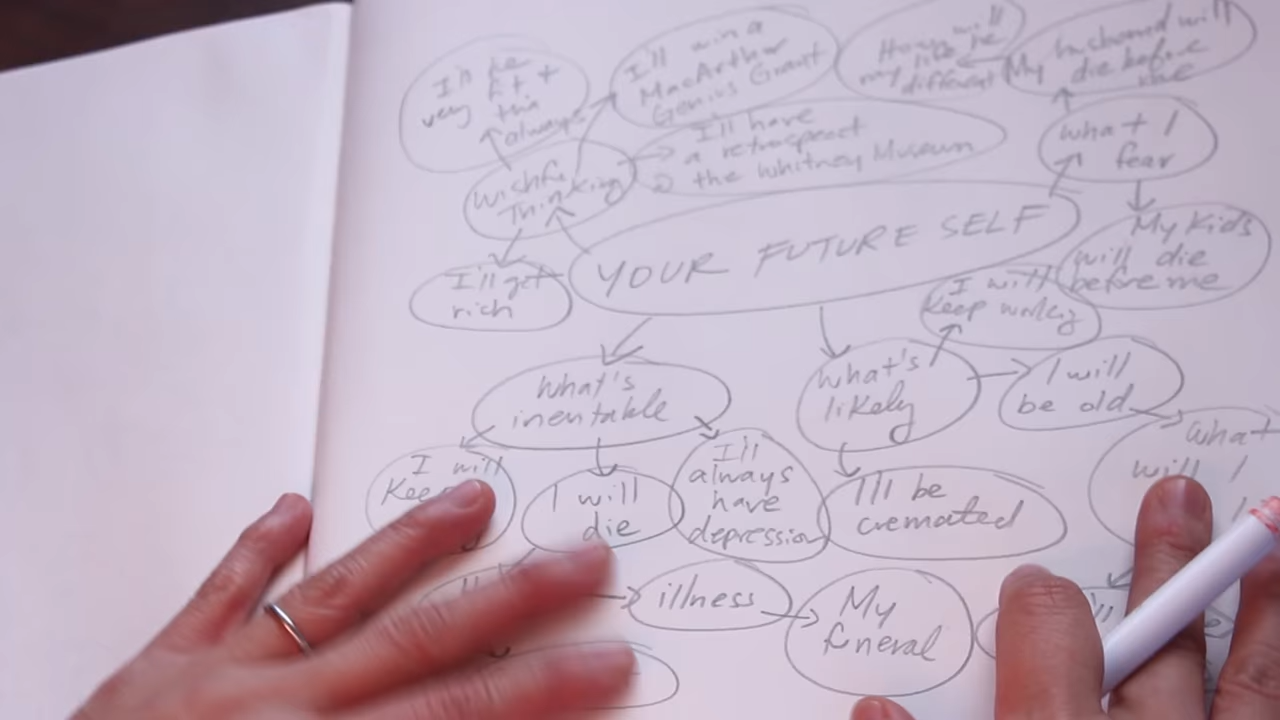 I'll be
very fit +
thin
always
I'll win a
MacArthur
Genius Grant
How will
my life be
different
My husband will
die before
me
I'll have
a retrospect
@ the Whitney Museum
what I
fear
Wishful
Thinking
YOUR FUTURE SELF
My Kids
will die
before me
I'll get
rich
I will
Keep working
What's
inevitable
what's
likely
I will
be old
what
will I
I will
Keep
I will
die
I'll
always
have
depression
I'll be
cremated
illness
My
funeral